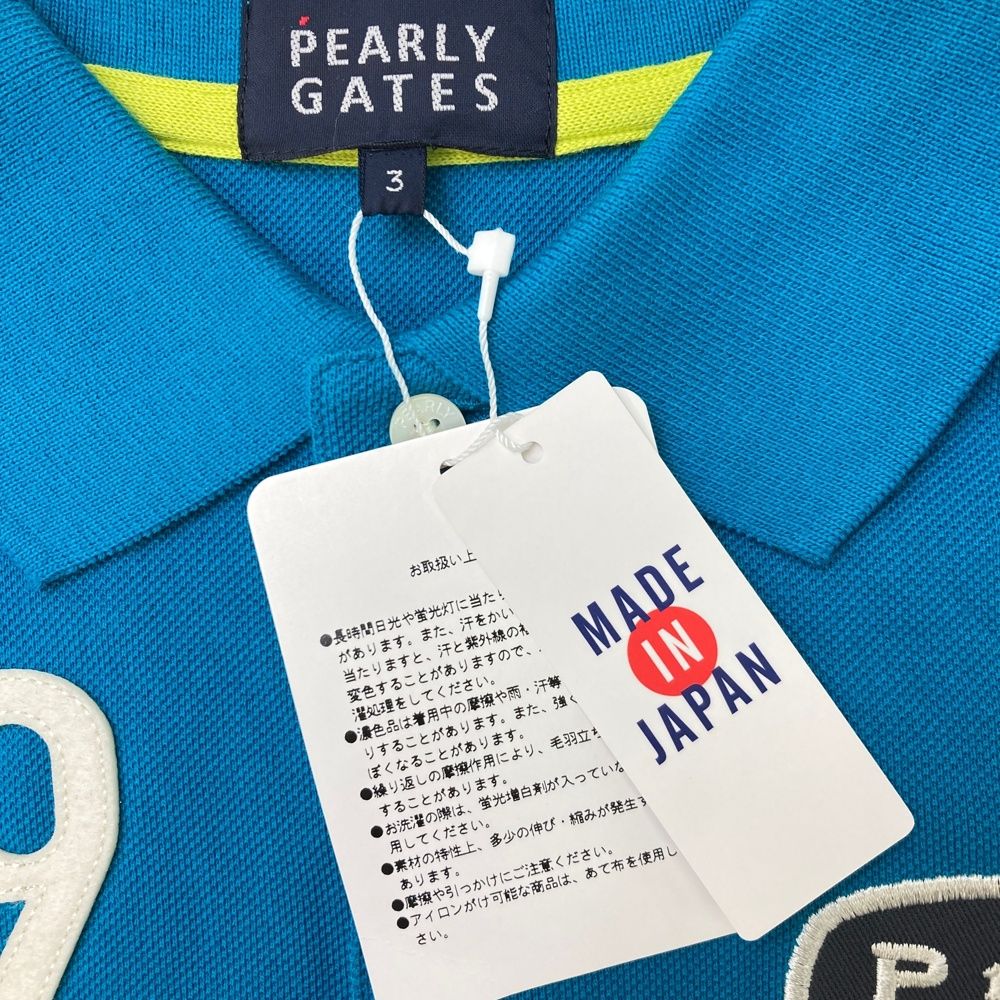 PEARLY
GATES
3
PEARLY
お取扱い上
●長時間日光や蛍光灯に当たり
があります。また、汗をかい
当たりますと、汗と紫外線の複
変色することがありますので、
濯処理をしてください。
●濃色品は着用中の摩擦や雨・汗等
りすることがあります。また、強く
ぽくなることがあります。
●繰り返しの摩擦作用により、毛羽立ち
することがあります。
●お洗濯の際は、蛍光増白剤が入っていな
用してください。
●素材の特性上、多少の伸び・縮みが発生す
あります。
●摩擦や引っかけにご注意ください。
●アイロンがけ可能な商品は、あて布を使用し
さい。
MADE
IN
JAPAN
9
P